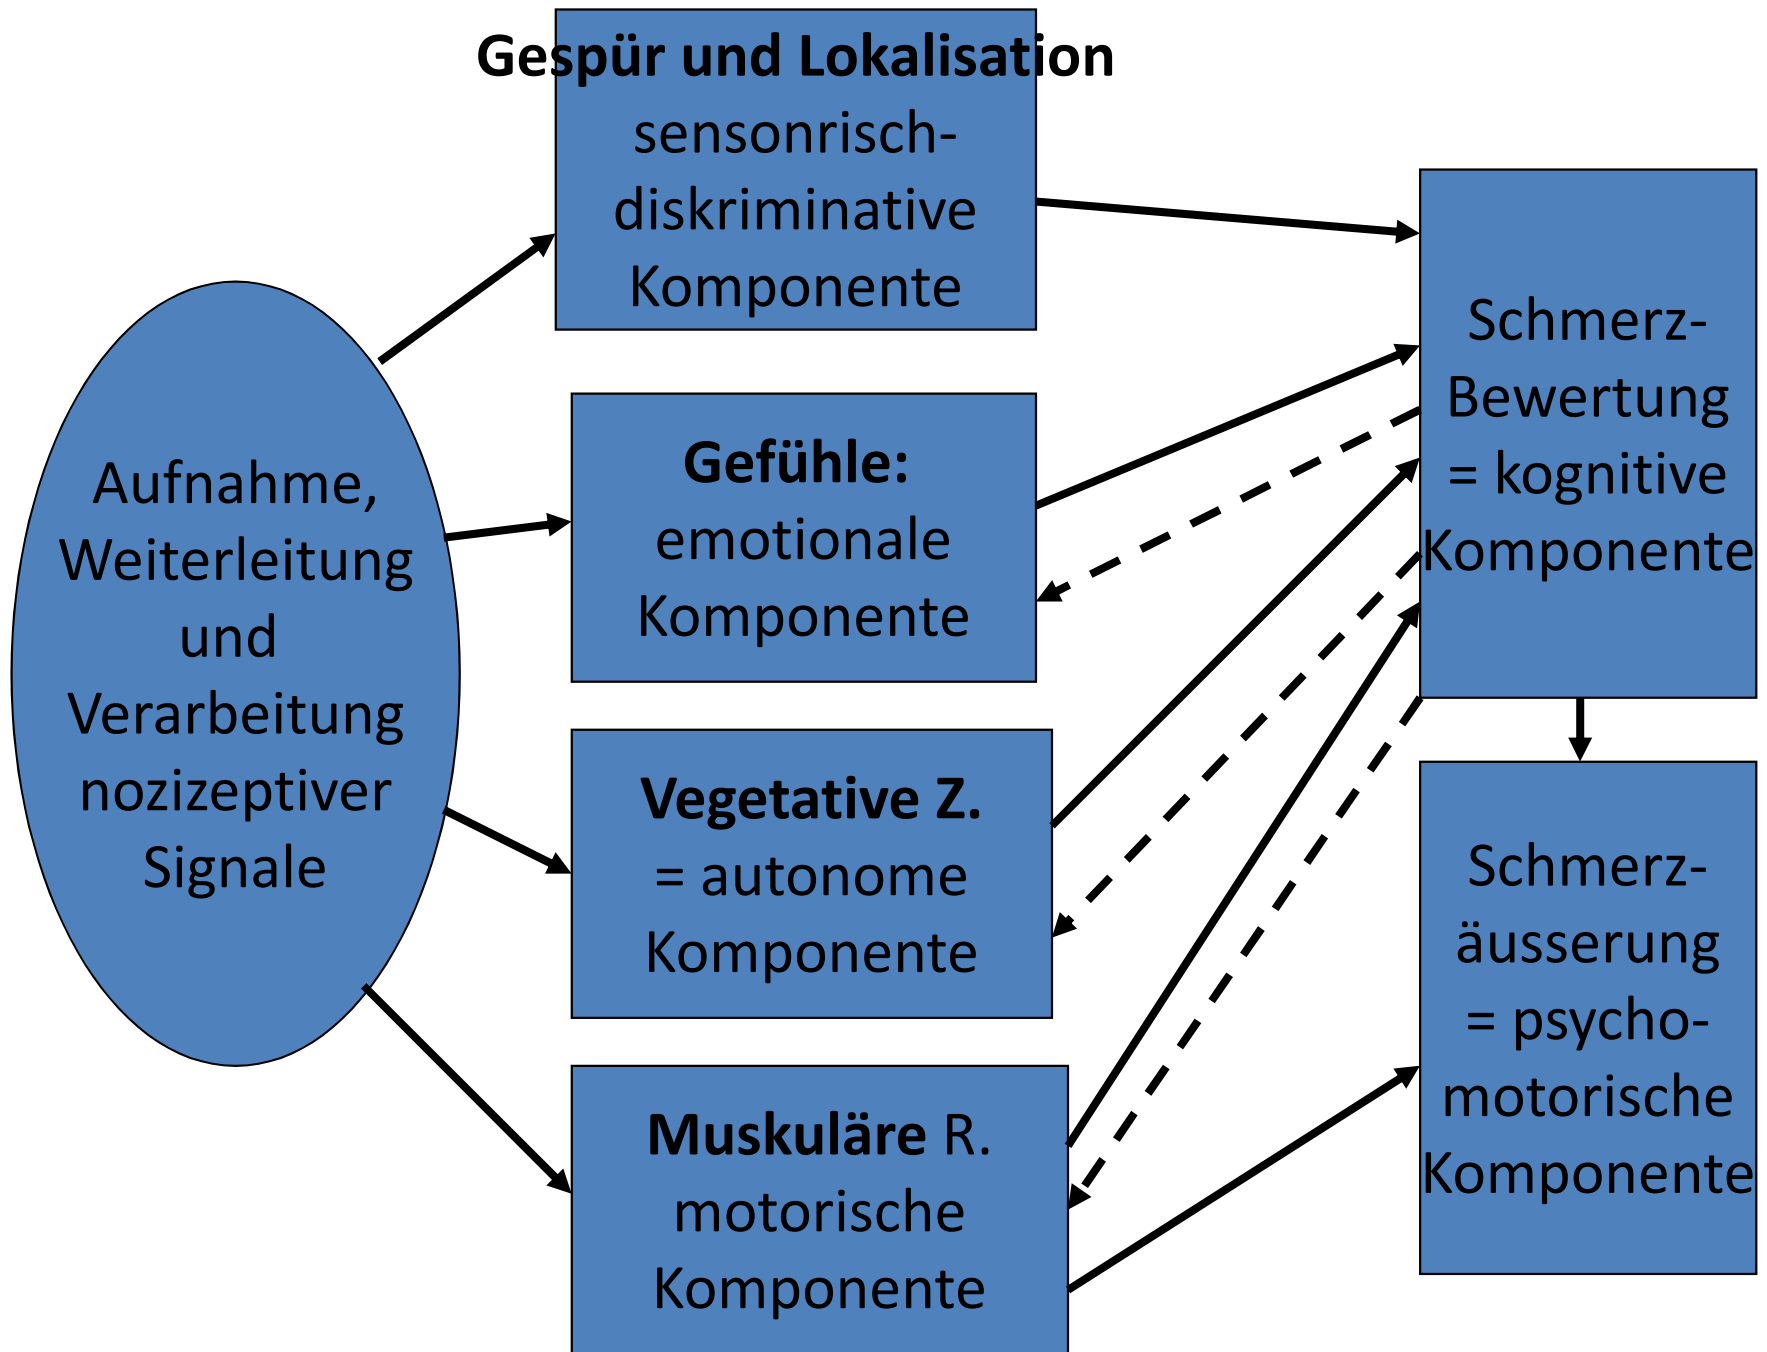 Gespür und Lokalisation
sensonrisch-
diskriminative
Komponente
Aufnahme,
Weiterleitung
und
Verarbeitung
nozizeptiver
Signale
Gefühle:
emotionale
Komponente
Vegetative Z.
= autonome
Komponente
Muskuläre R.
motorische
Komponente
Schmerz-
Bewertung
= kognitive
Komponente
Schmerz-
äusserung
= psycho-
motorische
Komponente